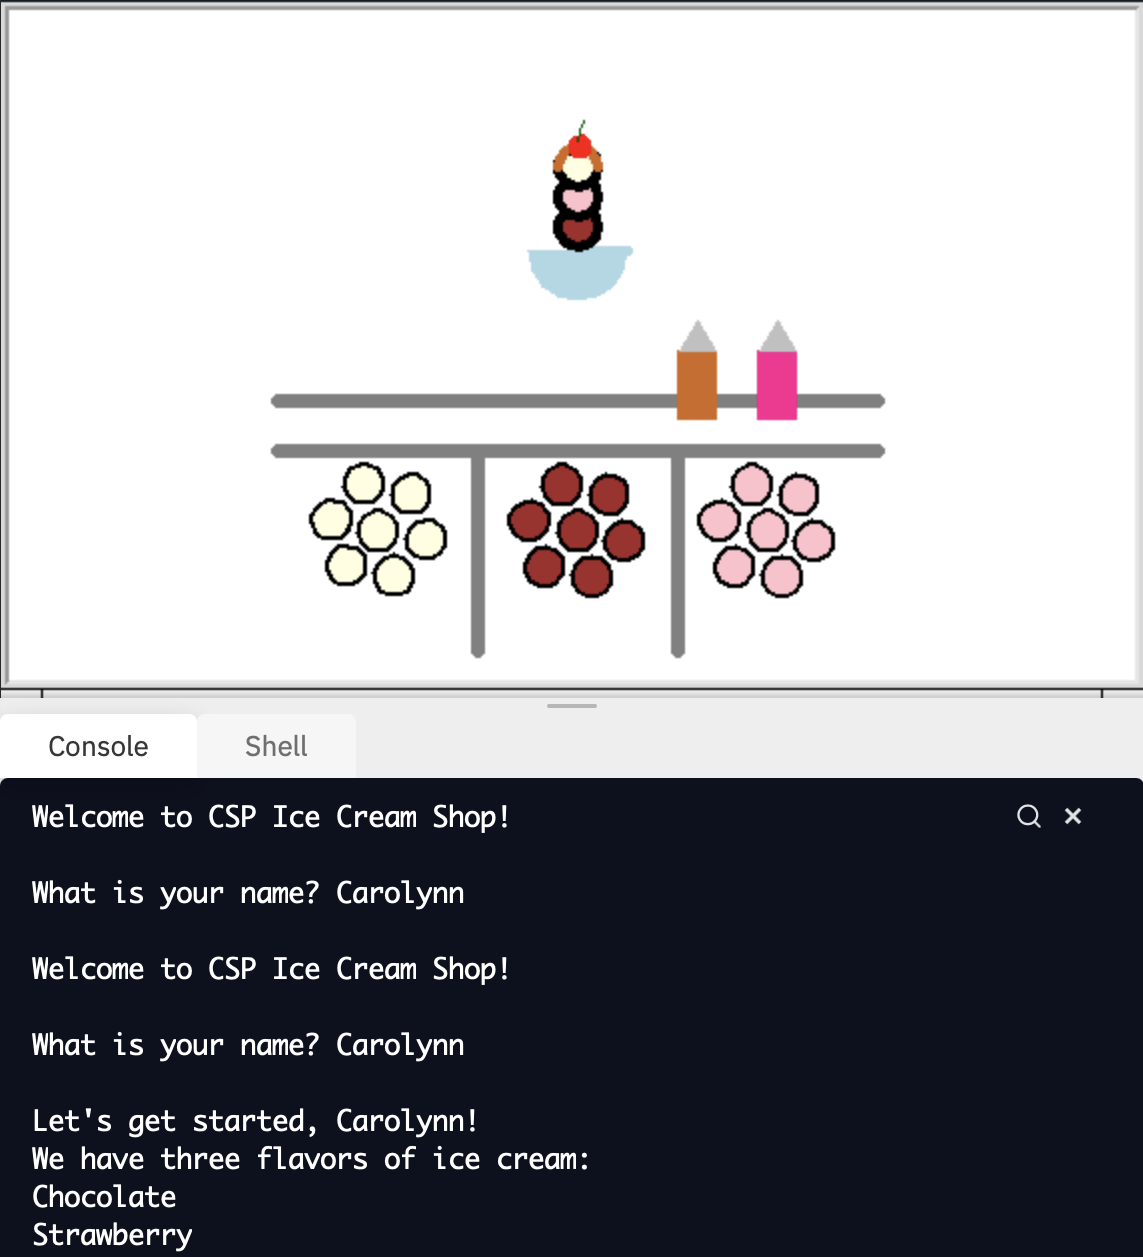 Console
Shell
Welcome to CSP Ice Cream Shop!
What is your name? Carolynn
Welcome to CSP Ice Cream Shop!
What is your name? Carolynn
Let's get started, Carolynn!
We have three flavors of ice cream:
Chocolate
Strawberry